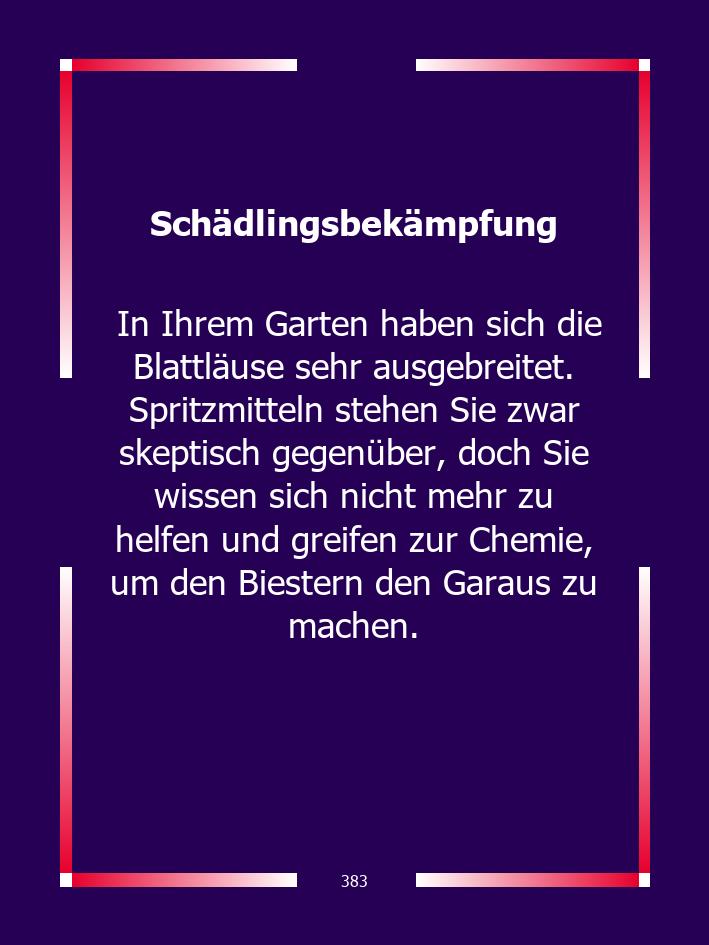 Schädlingsbekämpfung
In Ihrem Garten haben sich die
Blattläuse sehr ausgebreitet.
Spritzmitteln stehen Sie zwar
skeptisch gegenüber, doch Sie
wissen sich nicht mehr zu
helfen und greifen zur Chemie,
um den Biestern den Garaus zu
machen.
383